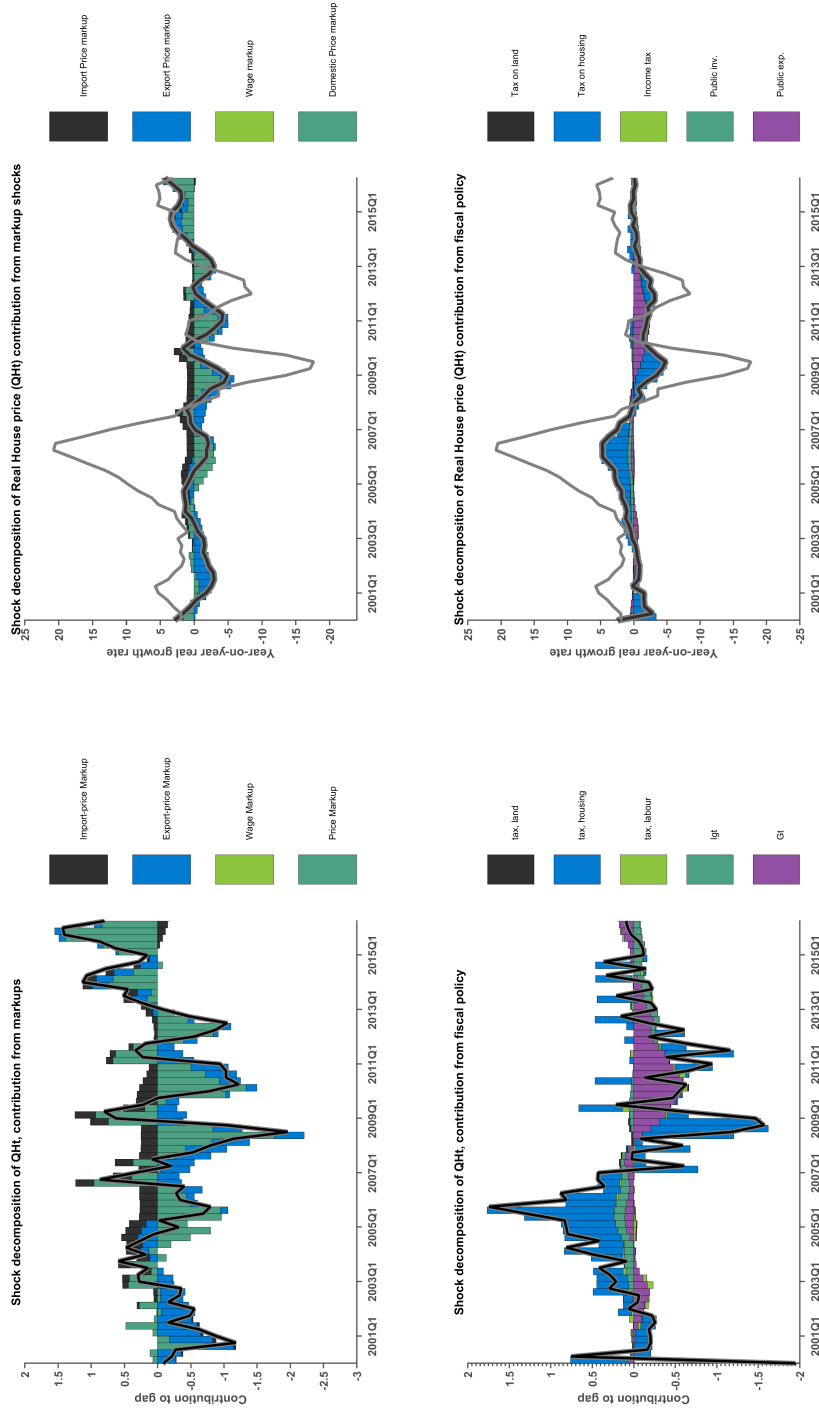 Shock decomposition of QHt, contribution from markups
Contribution to gap
2
1.5
1
0.5
0
-0.5
-1
-1.5
-2
-2.5
-3
2001Q1
2003Q1
2005Q1
2007Q1
2009Q1
2011Q1
2013Q1
2015Q1
Import-price Markup
Export-price Markup
Wage Markup
Price Markup
Shock decomposition of Real House price (QHt) contribution from markup shocks
Year-on-year real growth rate
25
20
15
10
5
0
-5
-10
-15
-20
2001Q1
2003Q1
2005Q1
2007Q1
2009Q1
2011Q1
2013Q1
2015Q1
Import Price markup
Export Price markup
Wage markup
Domestic Price markup
Shock decomposition of QHt, contribution from fiscal policy
Contribution to gap
2
1.5
1
0.5
0
-0.5
-1
-1.5
-2
2001Q1
2003Q1
2005Q1
2007Q1
2009Q1
2011Q1
2013Q1
2015Q1
tax, land
tax, housing
tax, labour
Igt
Gt
Shock decomposition of Real House price (QHt) contribution from fiscal policy
Year-on-year real growth rate
25
20
15
10
5
0
-5
-10
-15
-20
-25
2001Q1
2003Q1
2005Q1
2007Q1
2009Q1
2011Q1
2013Q1
2015Q1
Tax on land
Tax on housing
Income tax
Public inv.
Public exp.